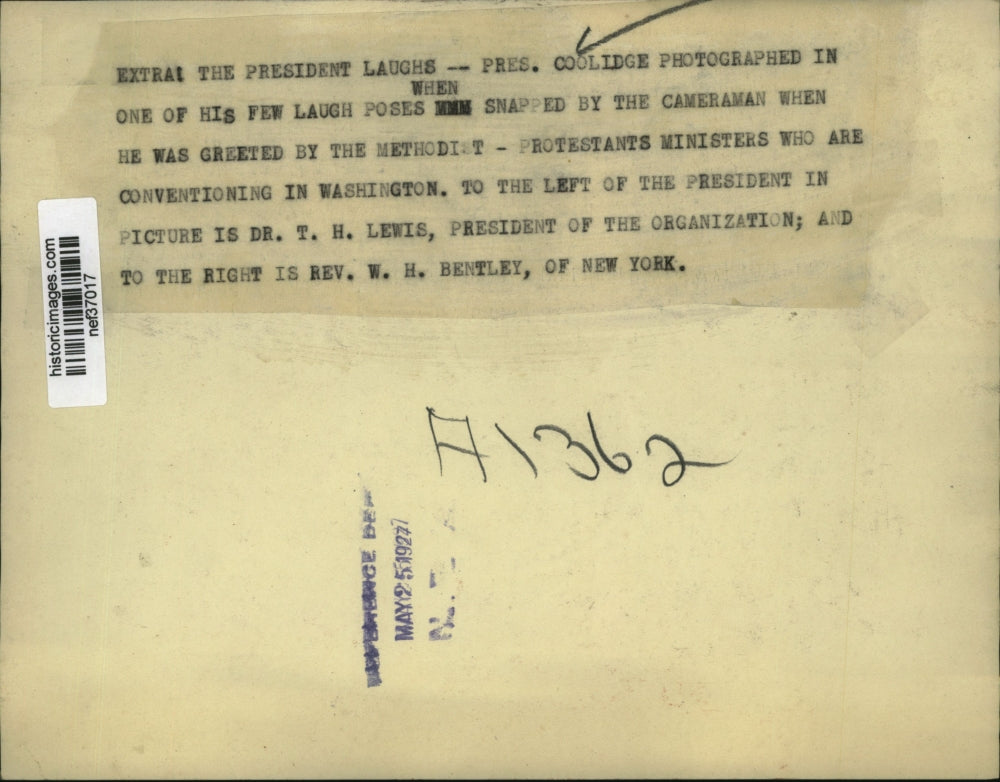 EXTRA! THE PRESIDENT LAUGHS -- PRES. COOLIDGE PHOTOGRAPHED IN
WHEN
ONE OF HIS FEW LAUGH POSES SNAPPED BY THE CAMERAMAN WHEN
HE WAS GREETED BY THE METHODIST - PROTESTANTS MINISTERS WHO ARE
CONVENTIONING IN WASHINGTON. TO THE LEFT OF THE PRESIDENT IN
PICTURE IS DR. T. H. LEWIS, PRESIDENT OF THE ORGANIZATION; AND
TO THE RIGHT IS REV. W. H. BENTLEY, OF NEW YORK.
historicimages.com
nef37017
A1362
MAY 25 1927